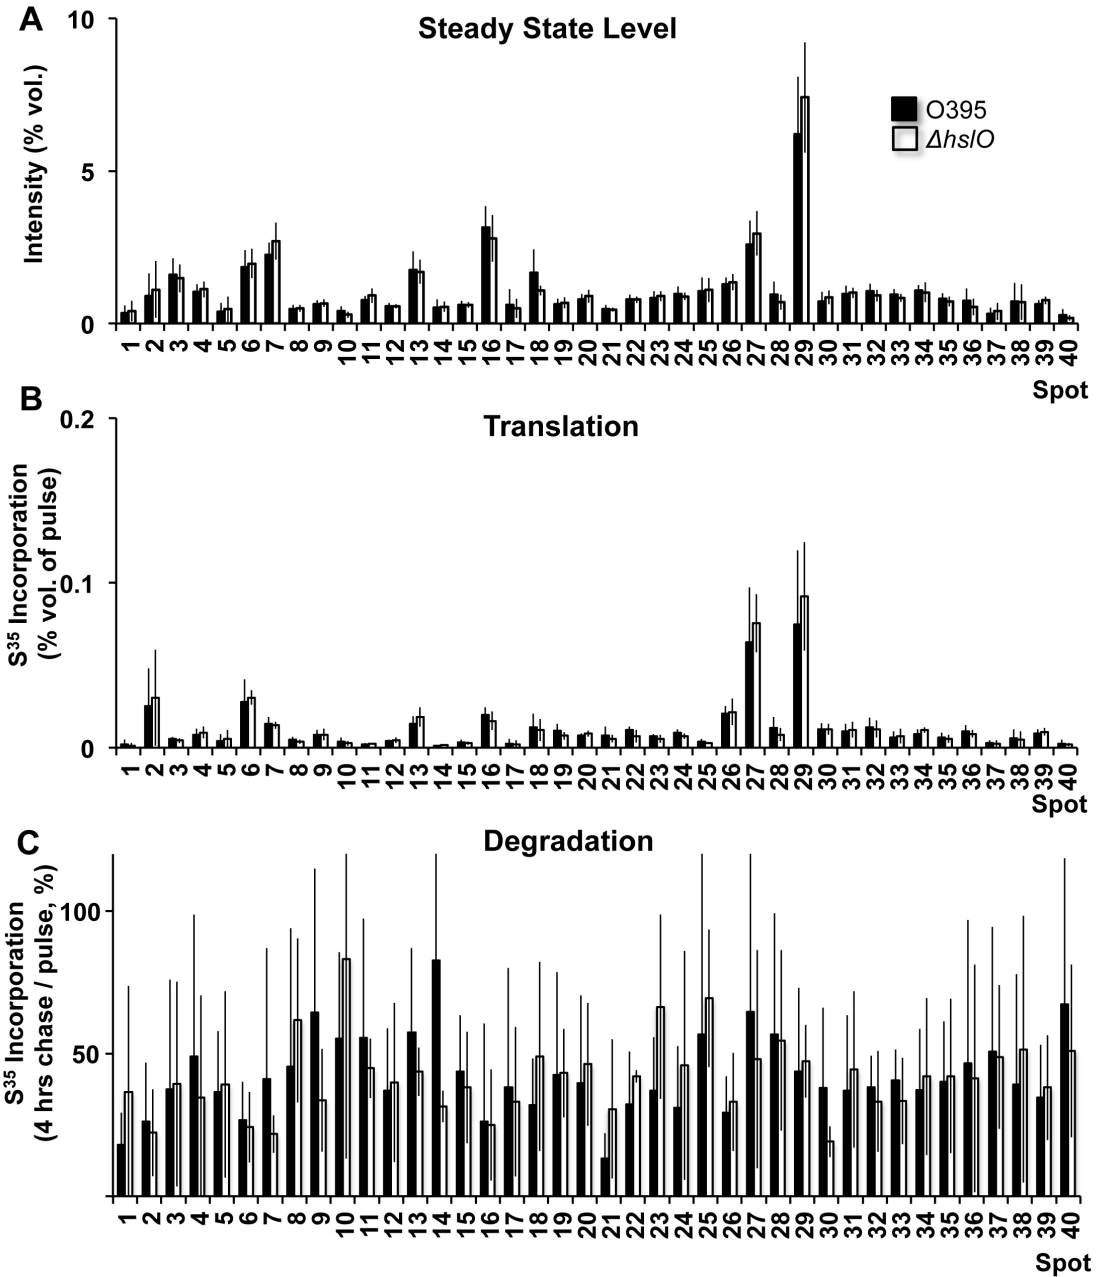 A
Steady State Level
Intensity (% vol.)
10
5
0
O395
ΔhslO
1 2 3 4 5 6 7 8 9 10 11 12 13 14 15 16 17 18 19 20 21 22 23 24 25 26 27 28 29 30 31 32 33 34 35 36 37 38 39 40
Spot
B
Translation
S35 Incorporation
(% vol. of pulse)
0.2
0.1
0
1 2 3 4 5 6 7 8 9 10 11 12 13 14 15 16 17 18 19 20 21 22 23 24 25 26 27 28 29 30 31 32 33 34 35 36 37 38 39 40
Spot
C
Degradation
S35 Incorporation
(4 hrs chase / pulse, %)
100
50
1 2 3 4 5 6 7 8 9 10 11 12 13 14 15 16 17 18 19 20 21 22 23 24 25 26 27 28 29 30 31 32 33 34 35 36 37 38 39 40
Spot